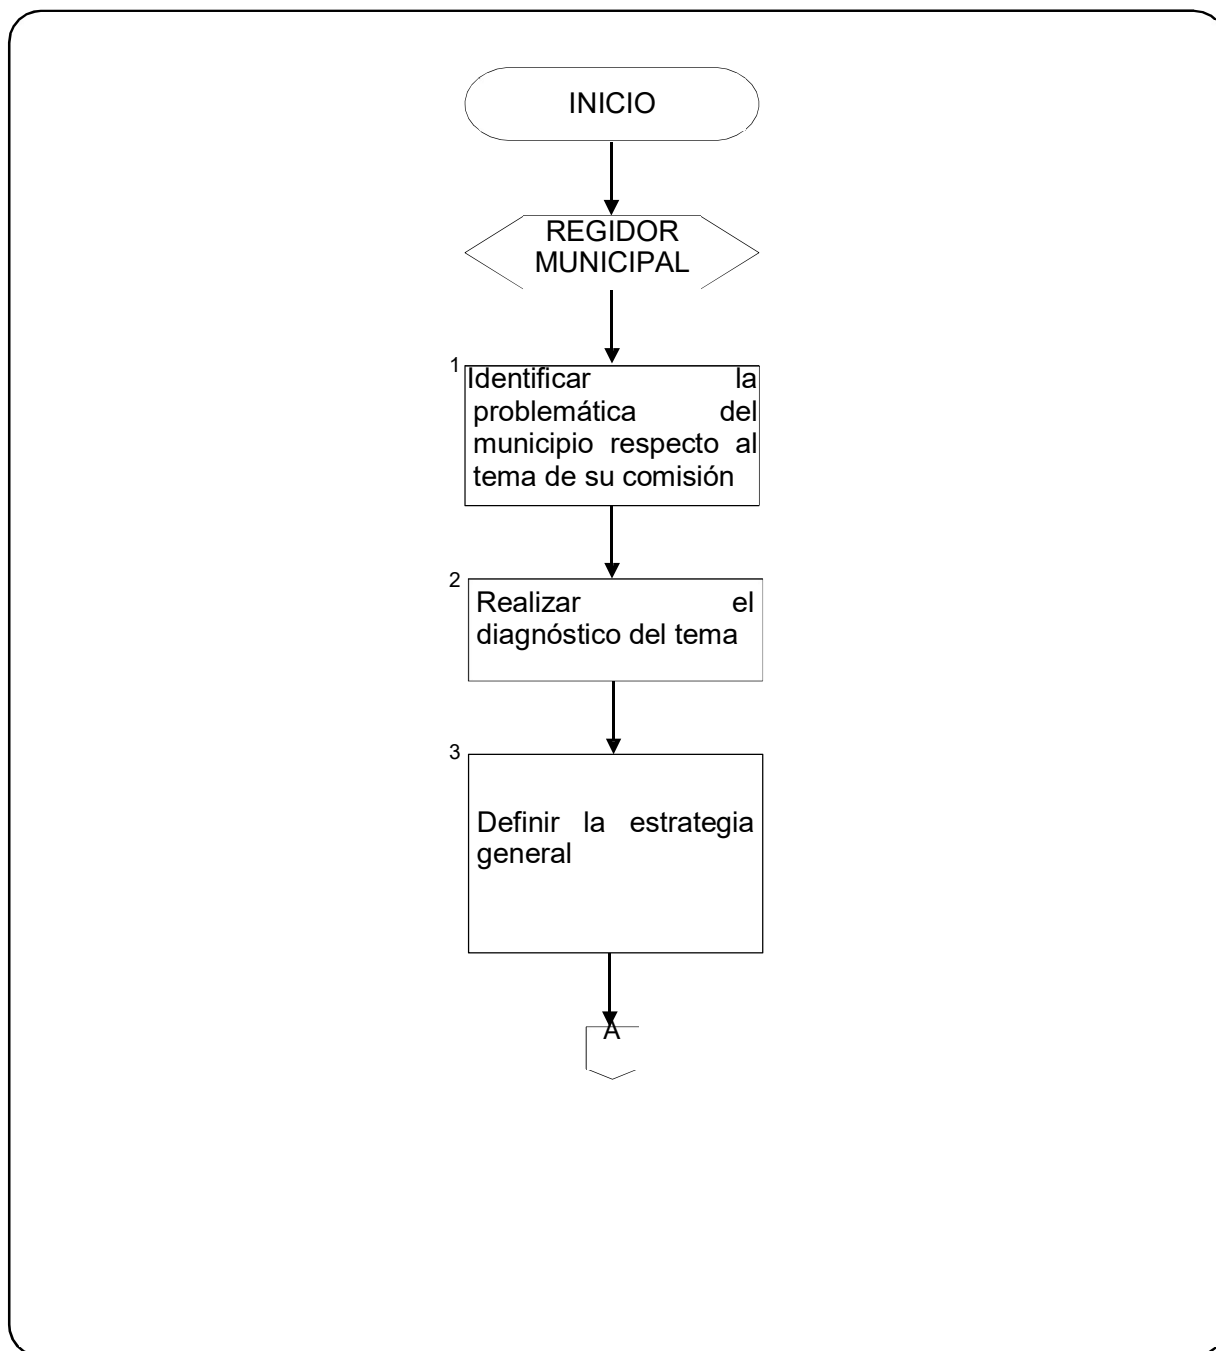 INICIO
REGIDOR
MUNICIPAL
1
Identificar la
problemática del
municipio respecto al
tema de su comisión
2
Realizar el
diagnóstico del tema
3
Definir la estrategia
general
A